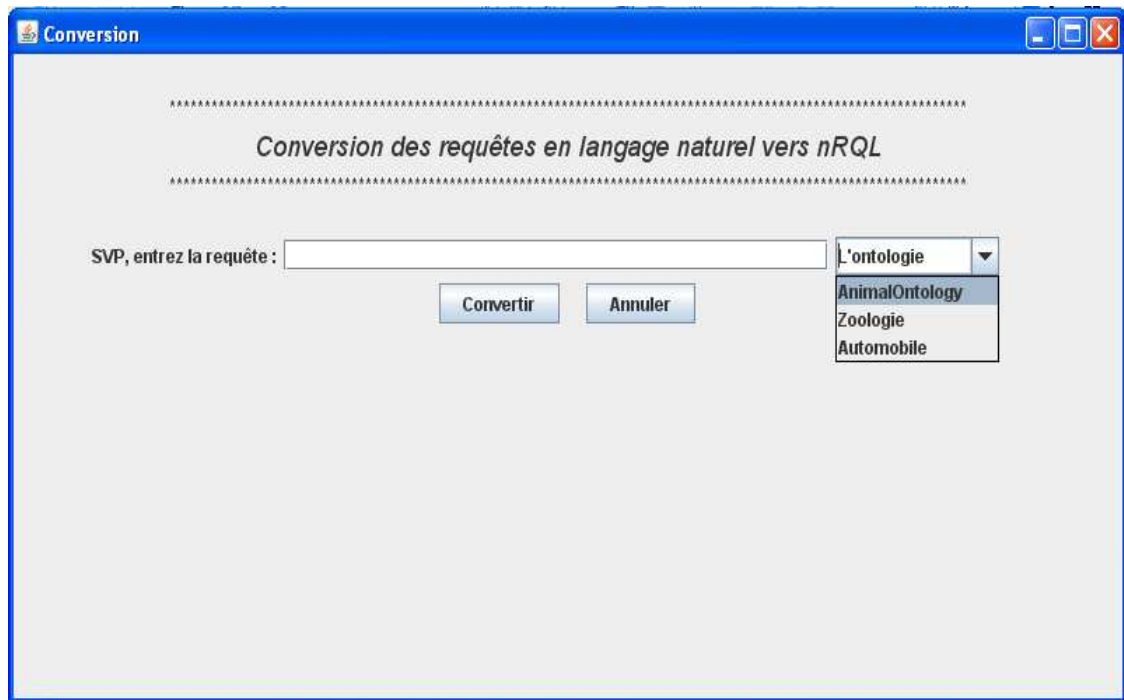 Conversion
****************************************************************************************************************
Conversion des requêtes en langage naturel vers nRQL
****************************************************************************************************************
SVP, entrez la requête : L'ontologie
Convertir Annuler AnimalOntology
Zoologie
Automobile